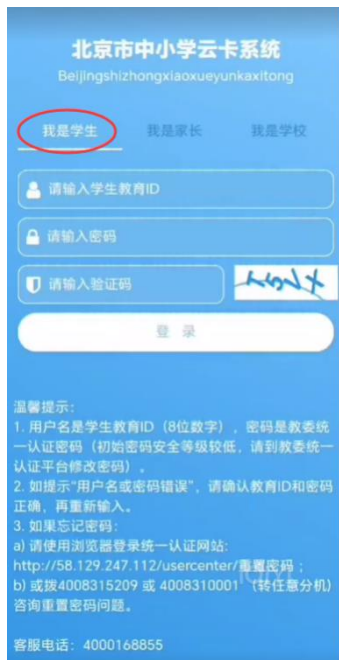 北京市中小学云卡系统
Beijingshizhongxiaoxueyunkaxitong
我是学生 我是家长 我是学校
请输入学生教育ID
请输入密码
请输入验证码
登 录
温馨提示:
1. 用户名是学生教育ID（8位数字），密码是教委统
一认证密码（初始密码安全等级较低，请到教委统一
认证平台修改密码）。
2. 如提示“用户名或密码错误”，请确认教育ID和密码
正确，再重新输入。
3. 如果忘记密码:
a) 请使用浏览器登录统一认证网站:
http://58.129.247.112/usercenter/重置密码；
b) 或拨4008315209 或 4008310001 （转任意分机）
咨询重置密码问题。
客服电话：4000168855